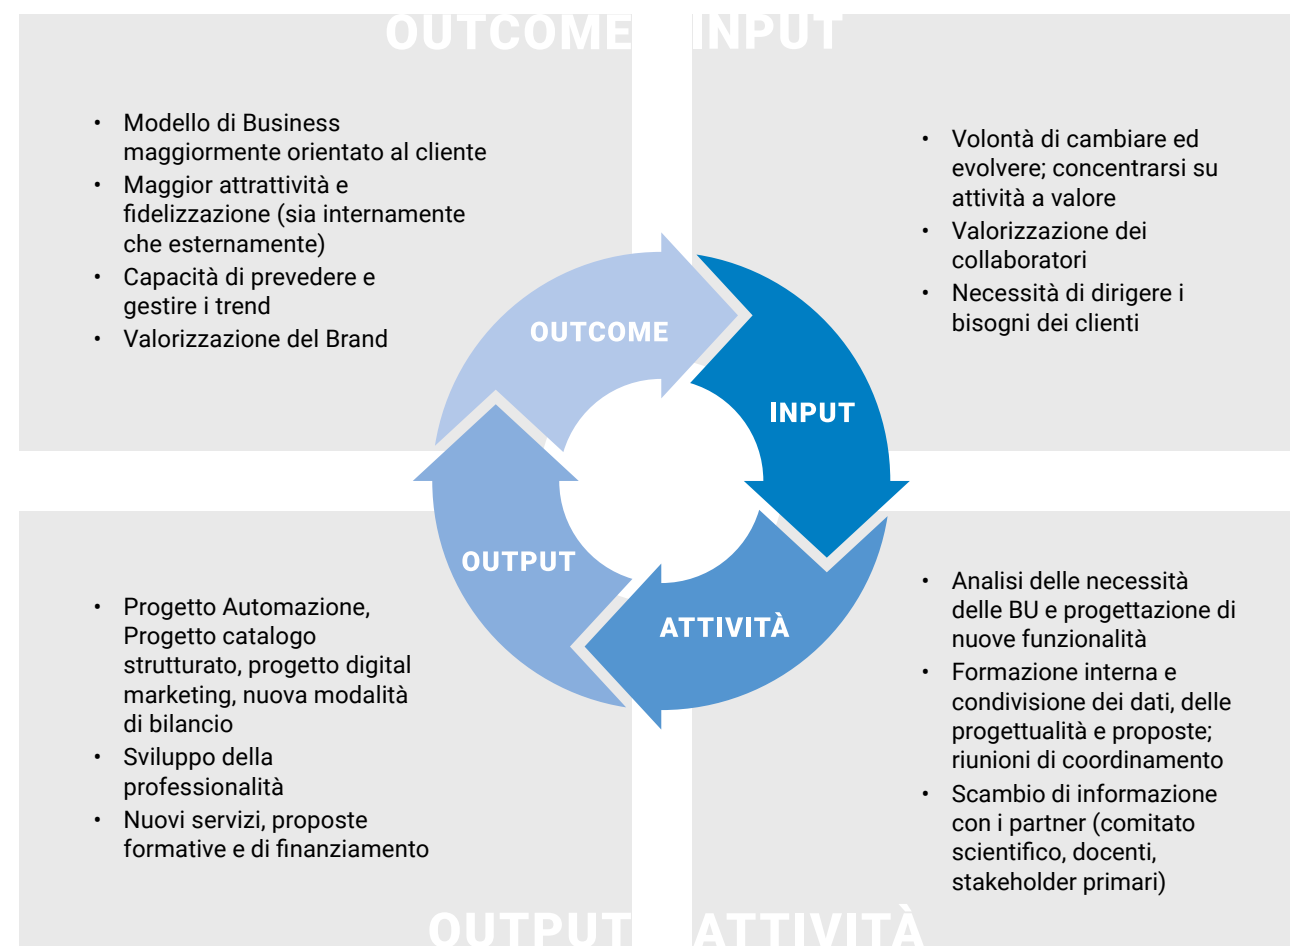 OUTCOME
• Modello di Business
maggiormente orientato al cliente
• Maggior attrattività e
fidelizzazione (sia internamente
che esternamente)
• Capacità di prevedere e
gestire i trend
• Valorizzazione del Brand
INPUT
• Volontà di cambiare ed
evolvere; concentrarsi su
attività a valore
• Valorizzazione dei
collaboratori
• Necessità di dirigere i
bisogni dei clienti
OUTCOME
INPUT
OUTPUT
ATTIVITÀ
• Progetto Automazione,
Progetto catalogo
strutturato, progetto digital
marketing, nuova modalità
di bilancio
• Sviluppo della
professionalità
• Nuovi servizi, proposte
formative e di finanziamento
OUTPUT
• Analisi delle necessità
delle BU e progettazione di
nuove funzionalità
• Formazione interna e
condivisione dei dati, delle
progettualità e proposte;
riunioni di coordinamento
• Scambio di informazione
con i partner (comitato
scientifico, docenti,
stakeholder primari)
ATTIVITÀ